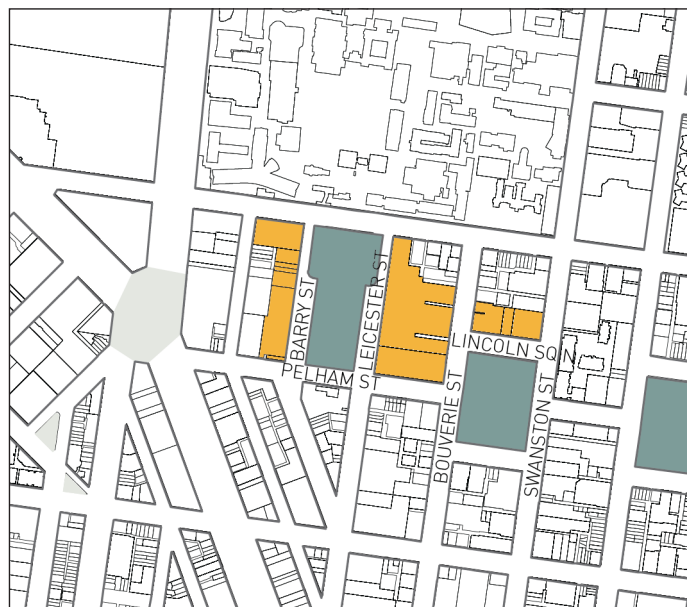 BARRY ST
LEICESTER ST
PELHAM ST
LINCOLN SQ N
BOUVERIE ST
SWANSTON ST